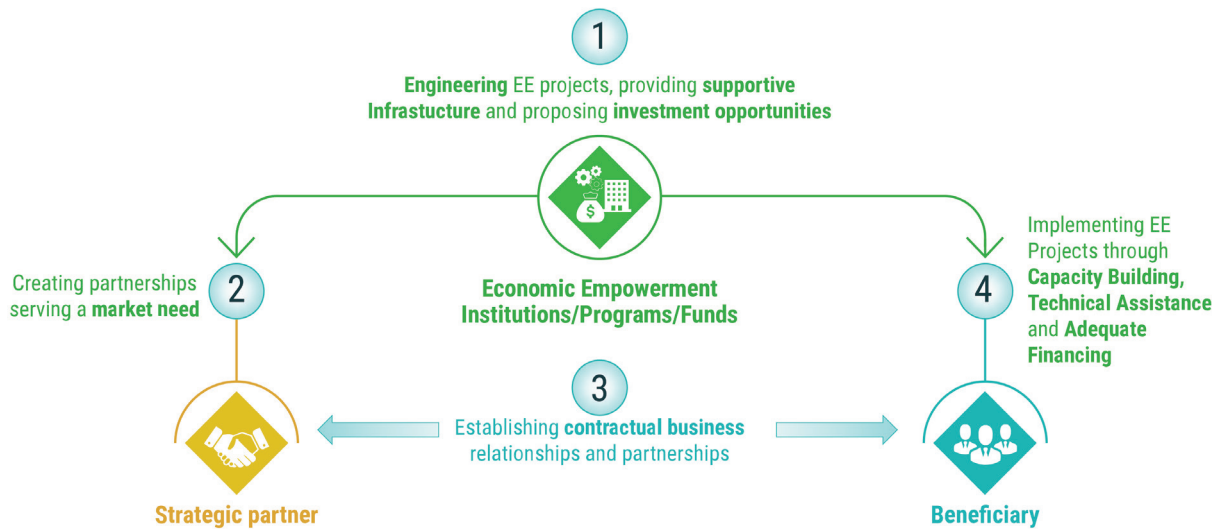 1
Engineering EE projects, providing supportive
Infrastucture and proposing investment opportunities
$
Economic Empowerment
Institutions/Programs/Funds
2
Creating partnerships
serving a market need
Strategic partner
3
Establishing contractual business
relationships and partnerships
4
Implementing EE
Projects through
Capacity Building,
Technical Assistance
and Adequate
Financing
Beneficiary